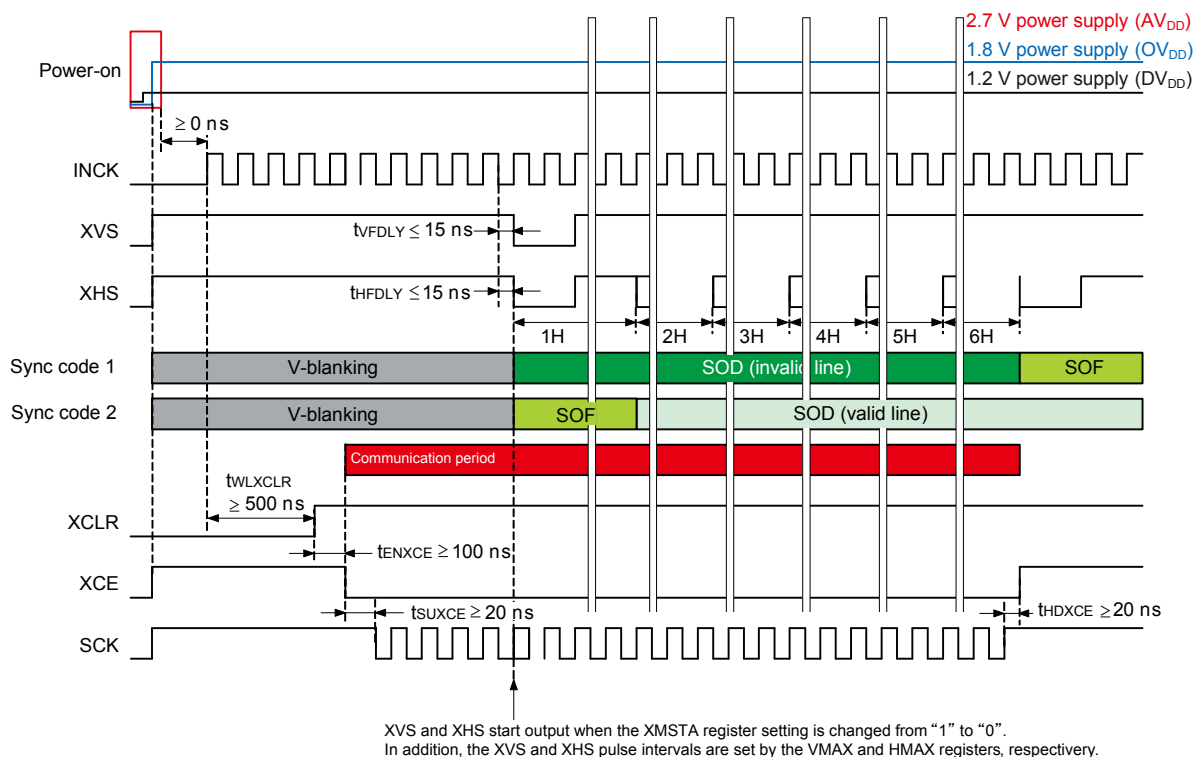 2.7 V power supply (AVDD)
1.8 V power supply (OVDD)
Power-on
1.2 V power supply (DVDD)
≥ 0 ns
INCK
XVS
tVFDLY ≤ 15 ns
XHS
tHFDLY ≤ 15 ns
1H 2H 3H 4H 5H 6H
Sync code 1 V-blanking SOD (invalid line) SOF
Sync code 2 V-blanking SOF SOD (valid line)
Communication period
tWLXCLR
≥ 500 ns
XCLR
tENXCE ≥ 100 ns
XCE
tSUXCE ≥ 20 ns tHDXCE ≥ 20 ns
SCK
XVS and XHS start output when the XMSTA register setting is changed from “1” to “0”.
In addition, the XVS and XHS pulse intervals are set by the VMAX and HMAX registers, respectivery.